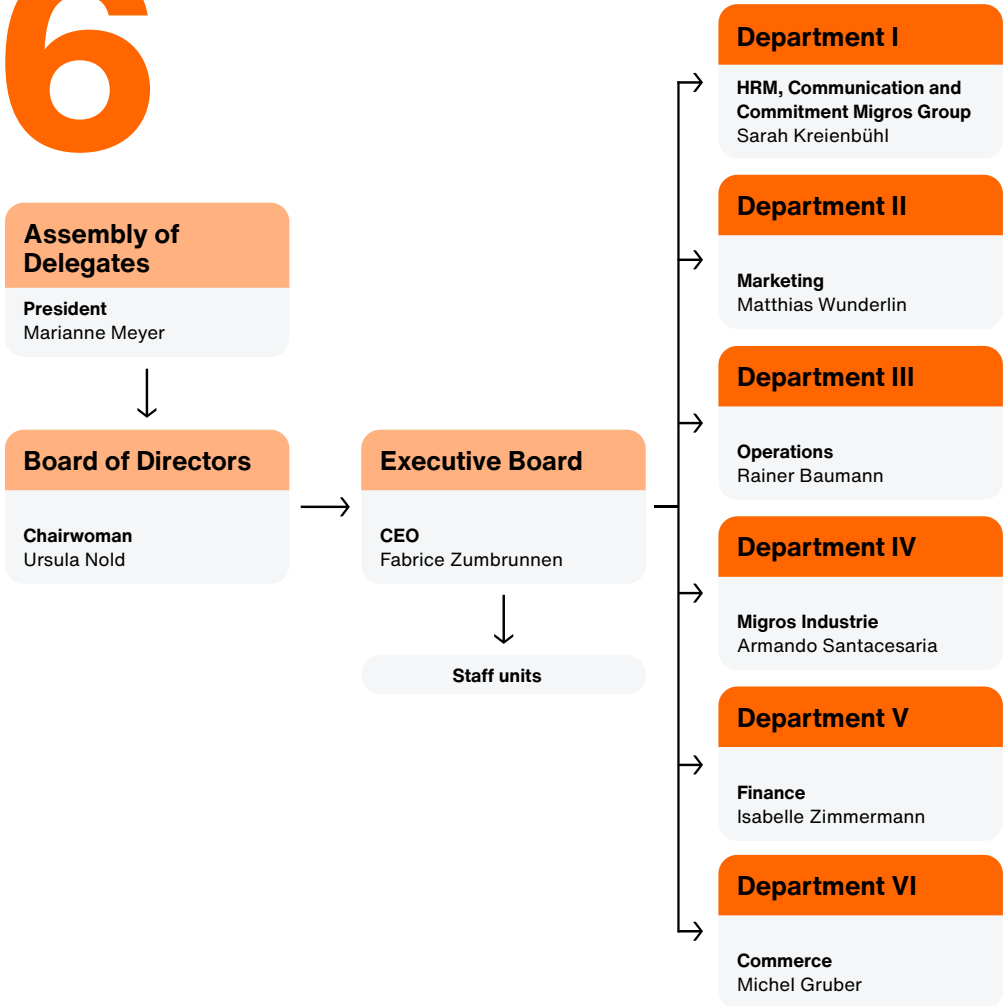 6
Assembly of
Delegates
President
Marianne Meyer
Board of Directors
Chairwoman
Ursula Nold
Executive Board
CEO
Fabrice Zumbrunnen
Staff units
Department I
HRM, Communication and
Commitment Migros Group
Sarah Kreienbühl
Department II
Marketing
Matthias Wunderlin
Department III
Operations
Rainer Baumann
Department IV
Migros Industrie
Armando Santacesaria
Department V
Finance
Isabelle Zimmermann
Department VI
Commerce
Michel Gruber